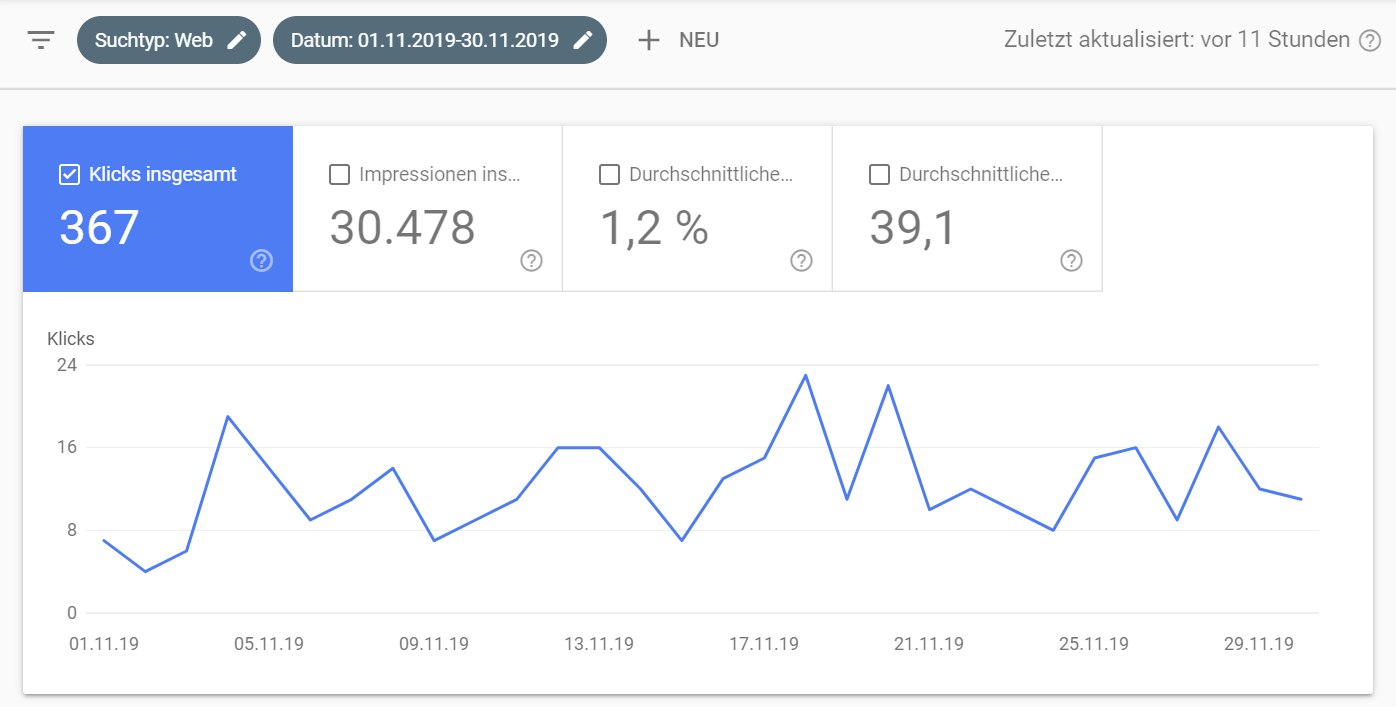 Suchtyp: Web Datum: 01.11.2019-30.11.2019 NEU Zuletzt aktualisiert: vor 11 Stunden
Klicks insgesamt
367
Impressionen ins...
30.478
Durchschnittliche...
1,2 %
Durchschnittliche...
39,1
Klicks
24
16
8
0
01.11.19 05.11.19 09.11.19 13.11.19 17.11.19 21.11.19 25.11.19 29.11.19